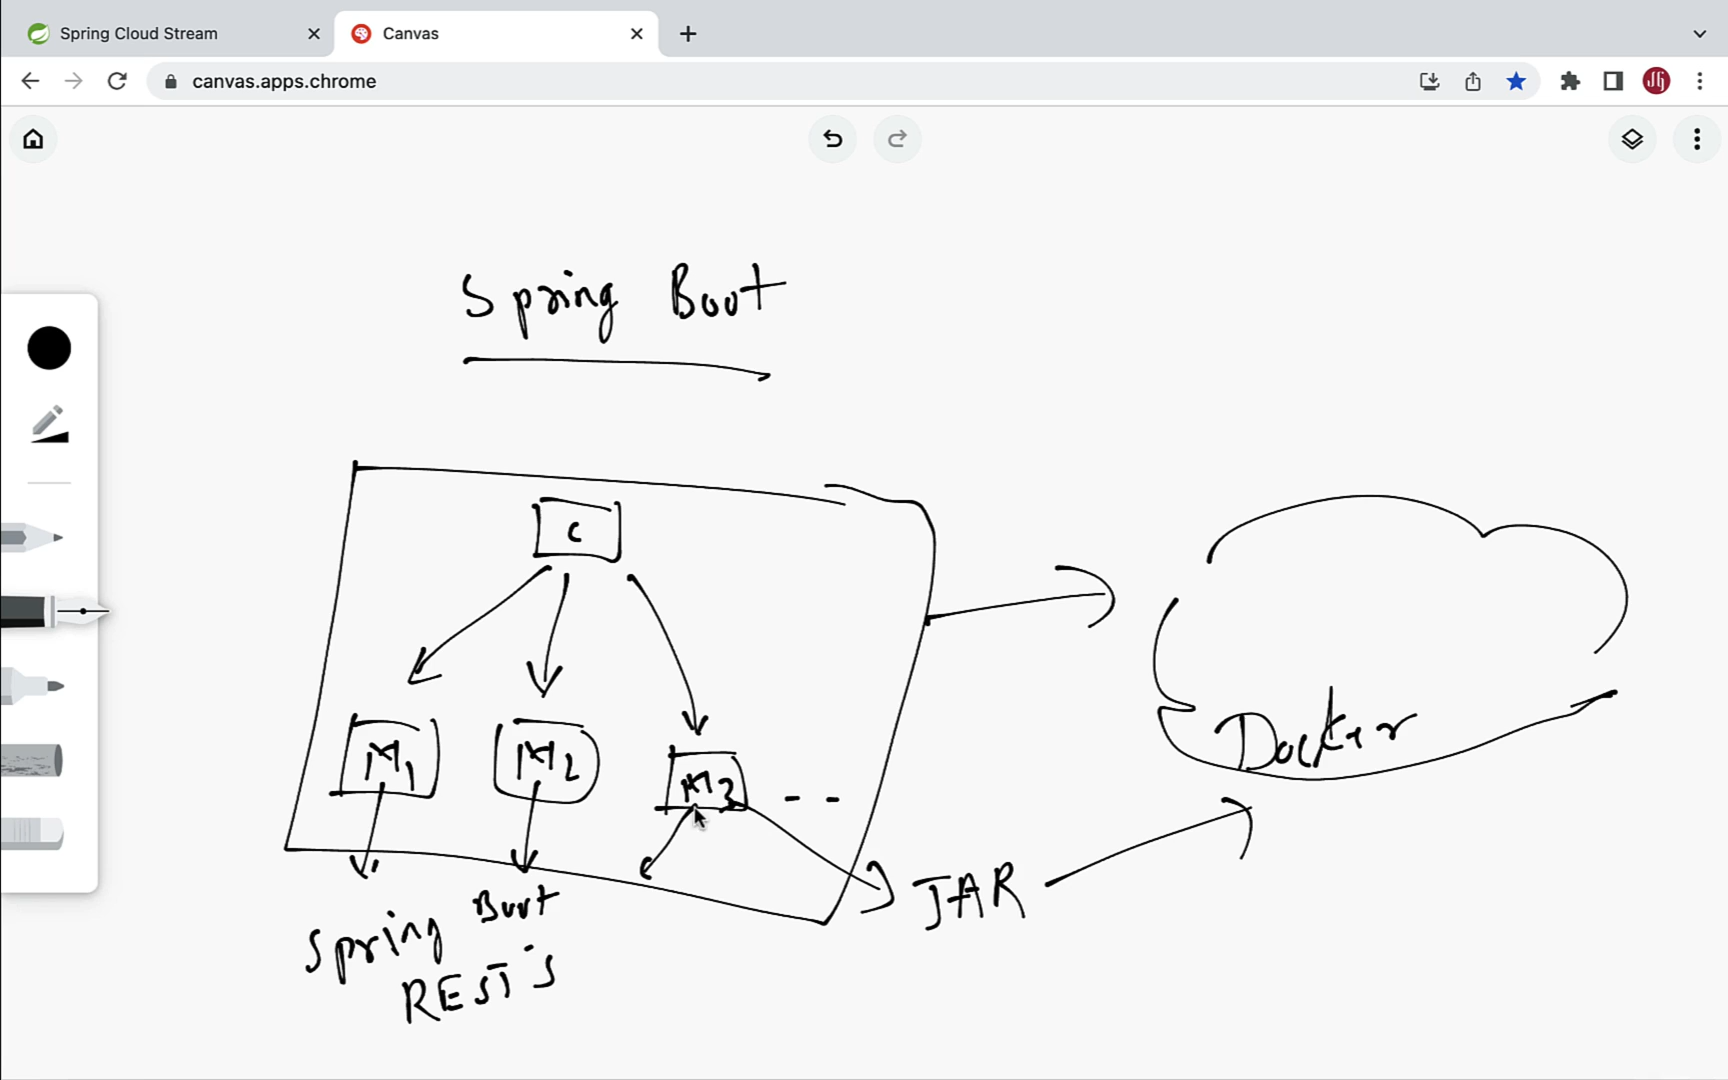 Spring Cloud Stream
Canvas
canvas.apps.chrome
Spring Boot
C
M1
M2
M3
- -
Docker
JAR
Spring Boot
REST's